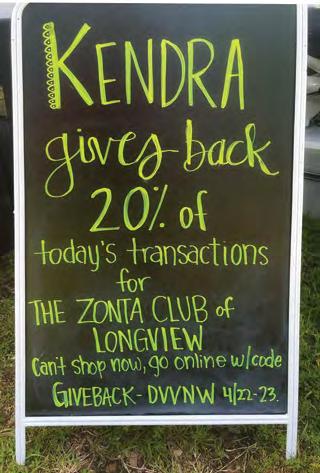 KENDRA
gives back
20% of
today's transactions
for
THE ZONTA CLUB of
LONGVIEW
Can't shop now, go online w/code
GIVEBACK-DVVNW 4/22-23.